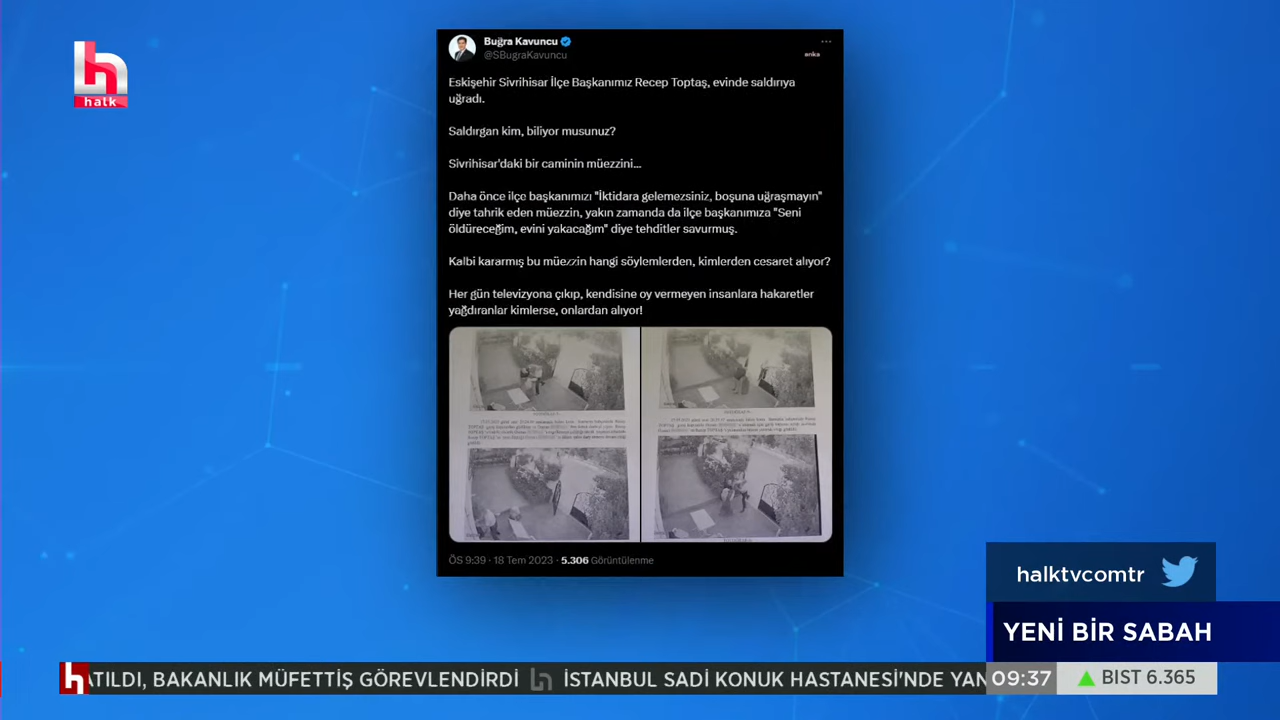 halk
Buğra Kavuncu
@SBugraKavuncu
anka
Eskişehir Sivrihisar İlçe Başkanımız Recep Toptaş, evinde saldırıya
uğradı.
Saldırgan kim, biliyor musunuz?
Sivrihisar'daki bir caminin müezzini...
Daha önce ilçe başkanımızı "İktidara gelemezsiniz, boşuna uğraşmayın"
diye tahrik eden müezzin, yakın zamanda da ilçe başkanımıza "Seni
öldüreceğim, evini yakacağım" diye tehditler savurmuş.
Kalbi kararmış bu müezzin hangi söylemlerden, kimlerden cesaret alıyor?
Her gün televizyona çıkıp, kendisine oy vermeyen insanlara hakaretler
yağdıranlar kimlerse, onlardan alıyor!
ÖS 9:39 · 18 Tem 2023 · 5.306 Görüntülenme
halktvcomtr
YENİ BİR SABAH
ATILDI, BAKANLIK MÜFETTİŞ GÖREVLENDİRDİ İSTANBUL SADİ KONUK HASTANESİ'NDE YAN 09:37 BIST 6.365